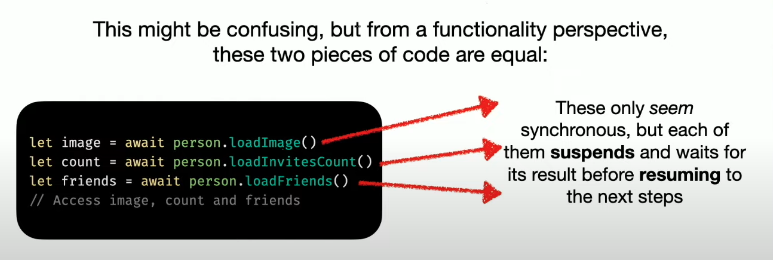 This might be confusing, but from a functionality perspective,
these two pieces of code are equal:
let image = await person.loadImage()
let count = await person.loadInvitesCount()
let friends = await person.loadFriends()
// Access image, count and friends
These only seem
synchronous, but each of
them suspends and waits for
its result before resuming to
the next steps